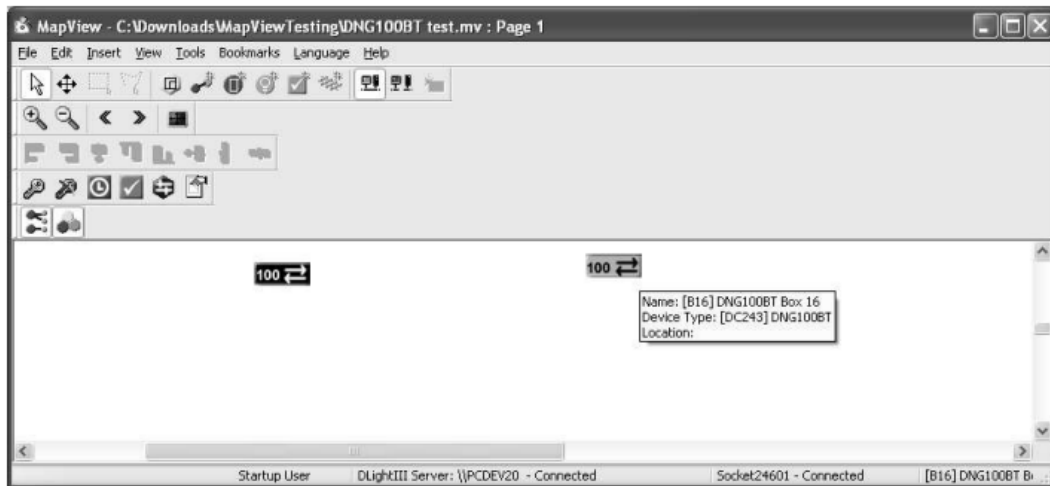 MapView - C:\Downloads\MapViewTesting\DNG100BT test.mv : Page 1
File Edit Insert View Tools Bookmarks Language Help
100 100
Name: [B16] DNG100BT Box 16
Device Type: [DC243] DNG100BT
Location:
Startup User DLightIII Server: \\PCDEV20 - Connected Socket24601 - Connected [B16] DNG100BT B